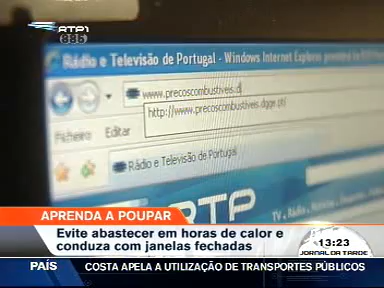 RTP1
Rádio e Televisão de Portugal - Windows Internet Explorer
www.precoscombustiveis.d
http://www.precoscombustiveis.dgge.pt/
Ficheiro Editar
Rádio e Televisão de Portugal
RTP
TV Rádio
APRENDA A POUPAR
Evite abastecer em horas de calor e
conduza com janelas fechadas
13:23
JORNAL DA TARDE
PAÍS COSTA APELA A UTILIZAÇÃO DE TRANSPORTES PÚBLICOS